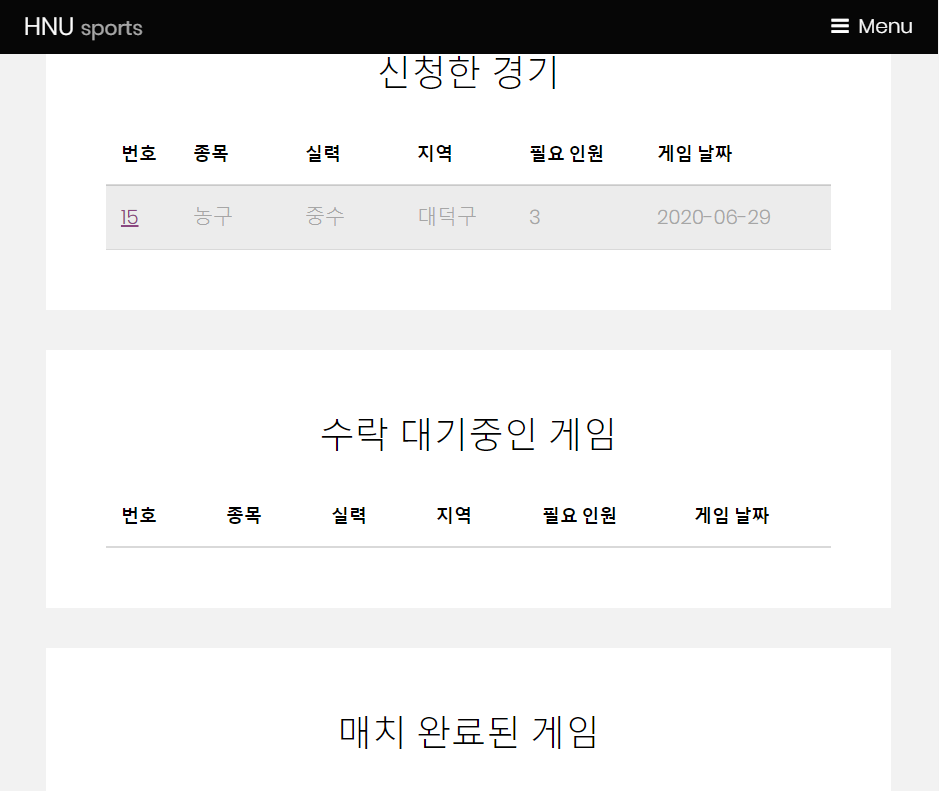 HNU sports Menu
신청한 경기
번호 종목 실력 지역 필요 인원 게임 날짜
15 농구 중수 대덕구 3 2020-06-29
수락 대기중인 게임
번호 종목 실력 지역 필요 인원 게임 날짜
매치 완료된 게임